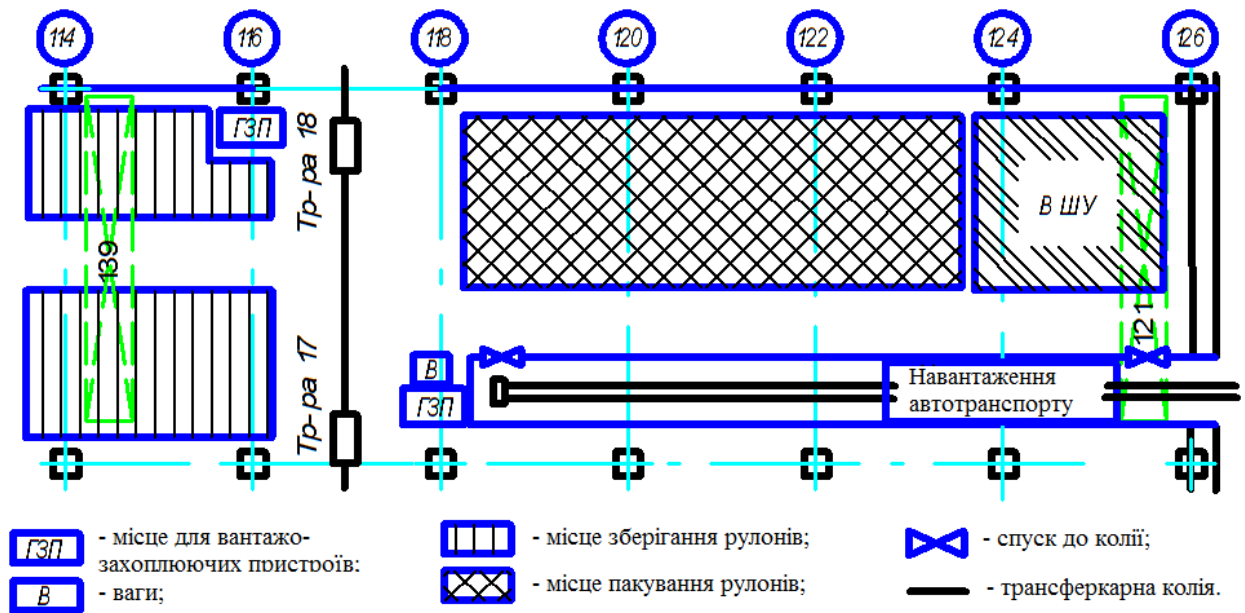 114 116 118 120 122 124 126
ГЗП
Тр-ра 18
В ШУ
139
121
Тр-ра 17
В
ГЗП
Навантаження
автотранспорту
ГЗП - місце для вантажо-
захоплюючих пристроїв;
В - ваги;
- місце зберігання рулонів;
- місце пакування рулонів;
- спуск до колії;
- трансферкарна колія.